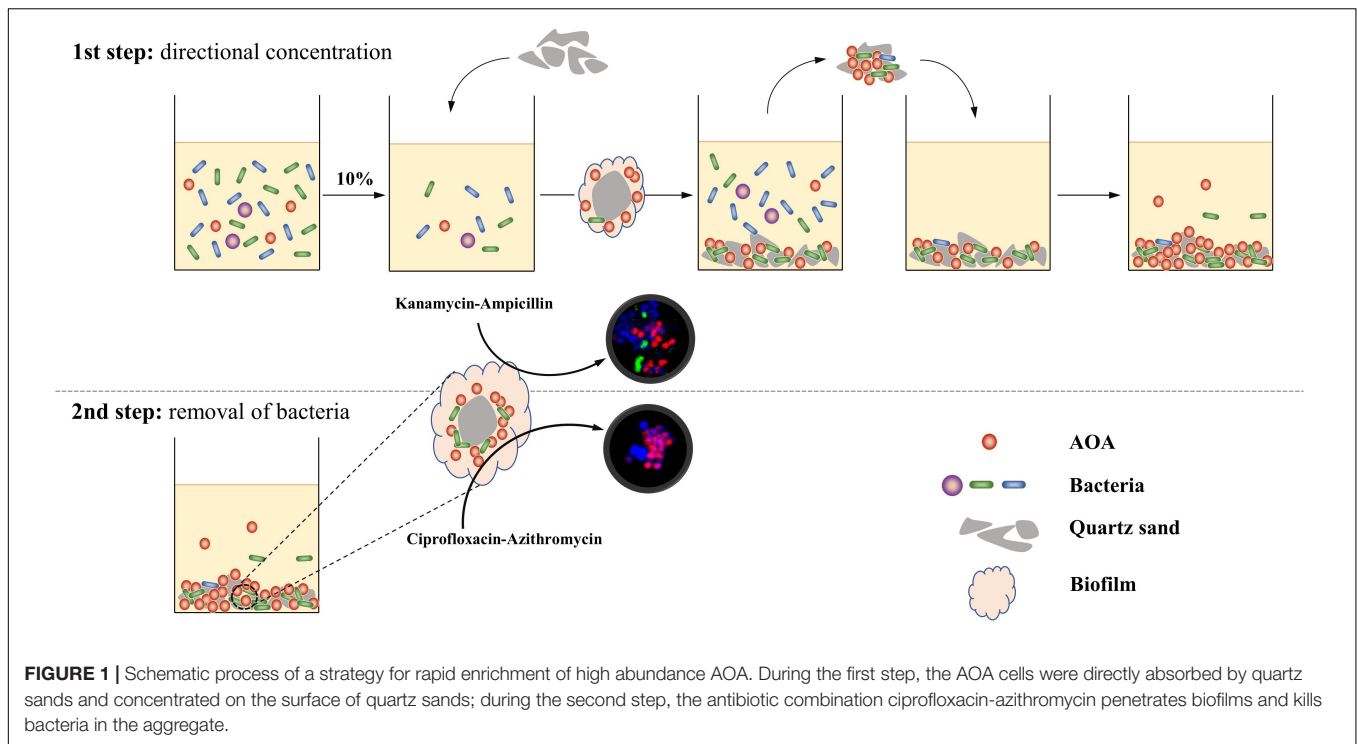 1st step: directional concentration
10%
Kanamycin-Ampicillin
2nd step: removal of bacteria
Ciprofloxacin-Azithromycin
AOA
Bacteria
Quartz sand
Biofilm
FIGURE 1 | Schematic process of a strategy for rapid enrichment of high abundance AOA. During the first step, the AOA cells were directly absorbed by quartz
sands and concentrated on the surface of quartz sands; during the second step, the antibiotic combination ciprofloxacin-azithromycin penetrates biofilms and kills
bacteria in the aggregate.